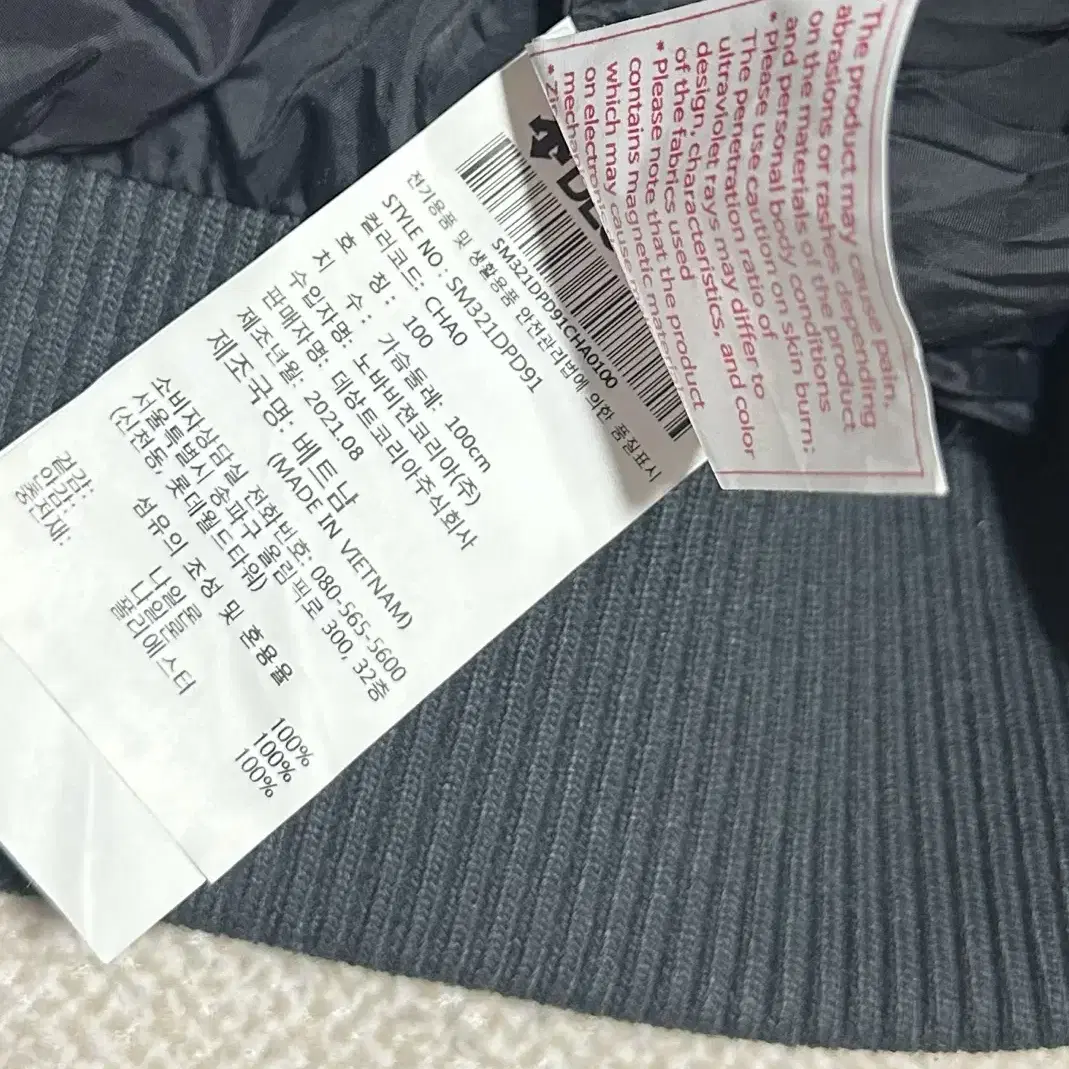 SM321DPD91CHA0100
전기용품 및 생활용품 안전관리법에 의한 품질표시
STYLE NO : SM321DPD91
컬러코드: CHA0
호 칭: 100
치 수: 가슴둘레: 100cm
수입자명: 노바비젼코리아(주)
판매자명: 데상트코리아주식회사
제조년월: 2021.08
제조국명: 베트남
(MADE IN VIETNAM)
소비자상담실 전화번호: 080-565-5600
서울특별시 송파구 올림픽로 300, 32층
(신천동, 롯데월드타워)
섬유의 조성 및 혼용율
겉감: 나일론 100%
안감: 나일론 100%
충전재: 폴리에스터 100%
The product may cause pain,
abrasions or rashes depending
on the materials of the product
and personal body conditions
* Please use caution on skin burn:
The penetration ratio of
ultraviolet rays may differ to
design, characteristics, and color
of the fabrics used
* Please note that the product
contains magnetic material
which may cause
on electronic